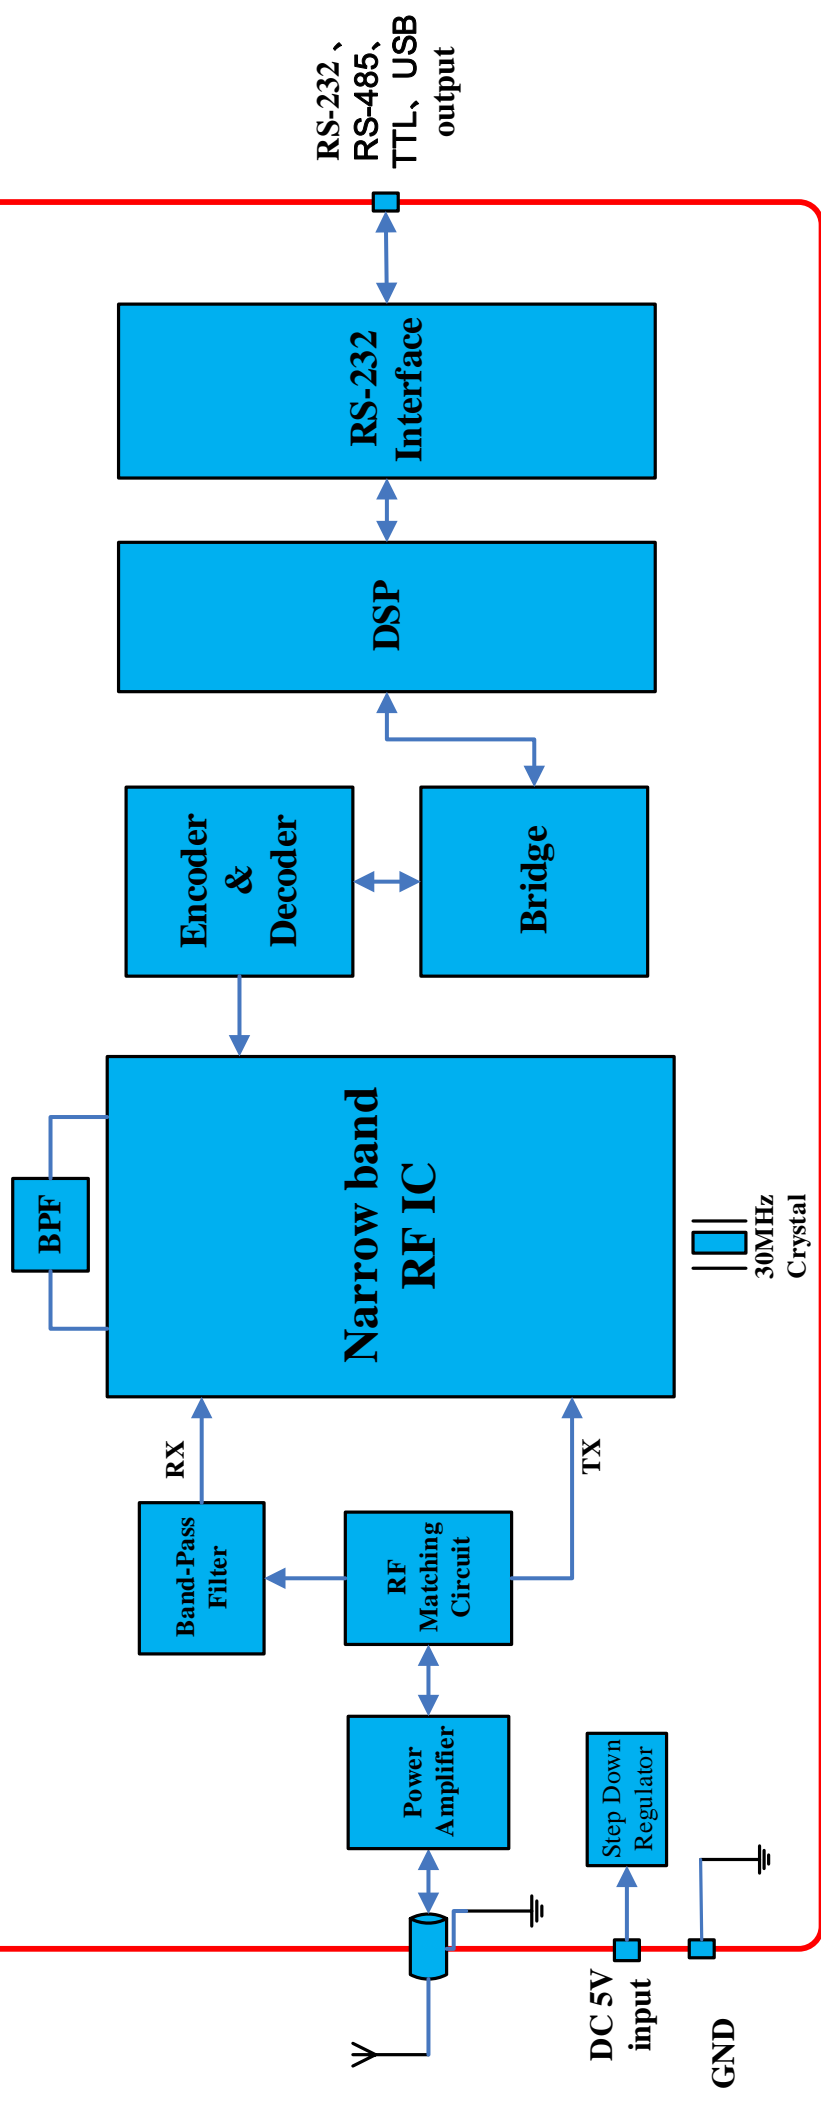 BPF
Band-Pass
Filter
RX
Narrow band
RF IC
Encoder
&
Decoder
DSP
RS-232
Interface
RS-232 、
RS-485、
TTL、USB
output
Power
Amplifier
RF
Matching
Circuit
TX
Bridge
Step Down
Regulator
DC 5V
input
GND
30MHz
Crystal